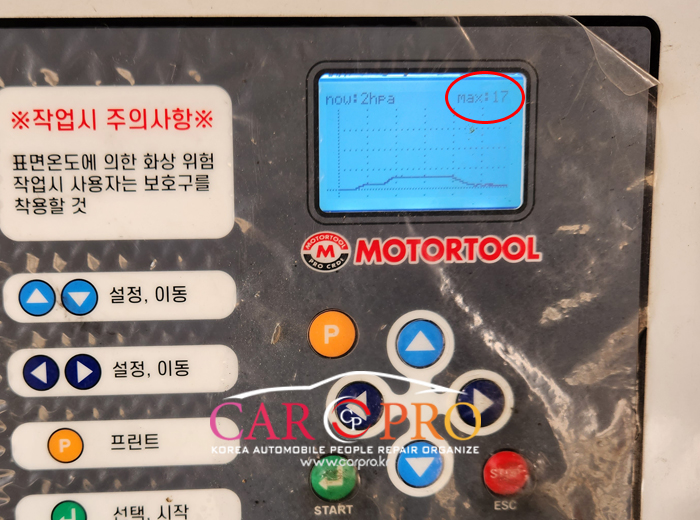 now:2hpa
max:17
※작업시 주의사항※
표면온도에 의한 화상 위험
작업시 사용자는 보호구를
착용할 것
MOTORTOOL
M
PRO CRDI
MOTORTOOL
설정, 이동
P
설정, 이동
CAR CP PRO
KOREA AUTOMOBILE PEOPLE REPAIR ORGANIZE
www.carpro.kr
P
프린트
STOP
START
ESC
선택, 시작